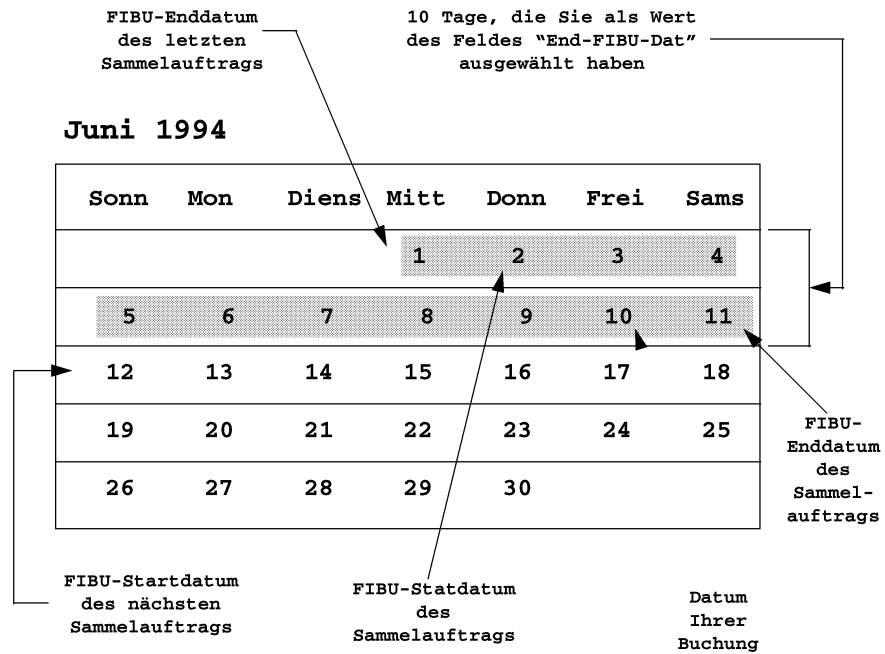 FIBU-Enddatum
des letzten
Sammelauftrags
10 Tage, die Sie als Wert
des Feldes “End-FIBU-Dat”
ausgewählt haben
Juni 1994
Sonn Mon Diens Mitt Donn Frei Sams
1 2 3 4
5 6 7 8 9 10 11
12 13 14 15 16 17 18
19 20 21 22 23 24 25
26 27 28 29 30
FIBU-
Enddatum
des
Sammel-
auftrags
FIBU-Startdatum
des nächsten
Sammelauftrags
FIBU-Statdatum
des
Sammelauftrags
Datum
Ihrer
Buchung